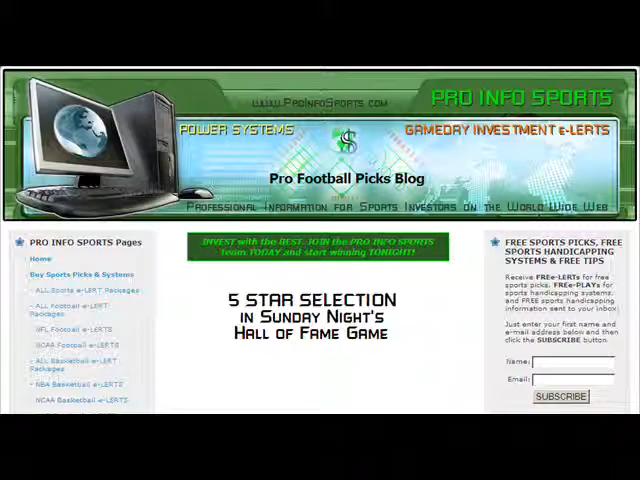 www.ProInfoSports.com
PRO INFO SPORTS
POWER SYSTEMS
GAMEDAY INVESTMENT e-LERTS
$
Pro Football Picks Blog
Professional Information for Sports Investors on the World Wide Web
PRO INFO SPORTS Pages
Home
Buy Sports Picks & Systems
- ALL Sports e-LERT Packages
- ALL Football e-LERT
Packages
- NFL Football e-LERTS
- NCAA Football e-LERTS
- ALL Basketball e-LERT
Packages
- NBA Basketball e-LERTS
- NCAA Basketball e-LERTS
INVEST with the BEST. JOIN the PRO INFO SPORTS
Team TODAY and start winning TONIGHT!
5 STAR SELECTION
in Sunday Night's
Hall of Fame Game
FREE SPORTS PICKS, FREE
SPORTS HANDICAPPING
SYSTEMS & FREE TIPS
Receive FREe-LERTs for free
sports picks, FREe-PLAYs for
sports handicapping systems,
and FREE sports handicapping
information sent to your inbox.
Just enter your first name and
e-mail address below and then
click the SUBSCRIBE button.
Name:
Email:
SUBSCRIBE